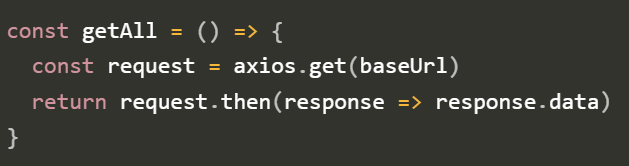 const getAll = () => {
  const request = axios.get(baseUrl)
  return request.then(response => response.data)
}